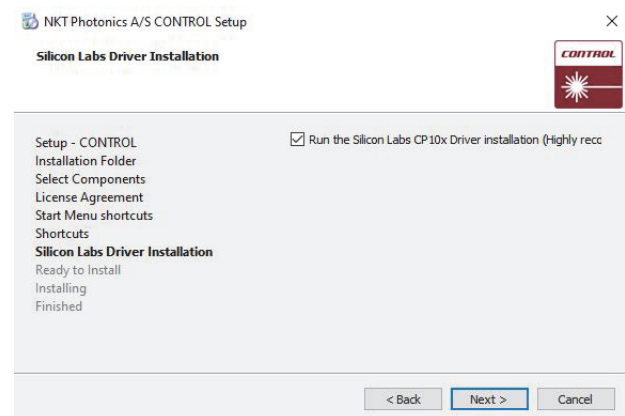 NKT Photonics A/S CONTROL Setup
Silicon Labs Driver Installation
CONTROL
Setup - CONTROL
Installation Folder
Select Components
License Agreement
Start Menu shortcuts
Shortcuts
Silicon Labs Driver Installation
Ready to Install
Installing
Finished
Run the Silicon Labs CP10x Driver installation (Highly recc
< Back
Next >
Cancel